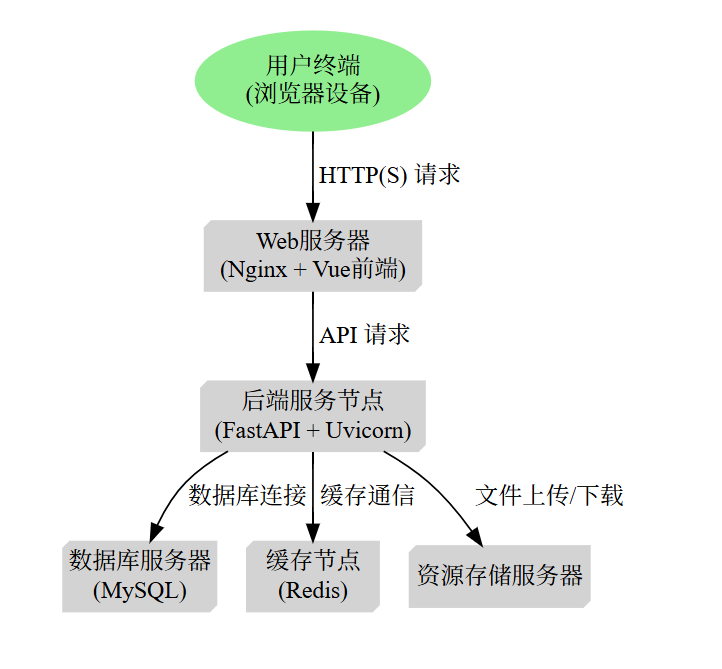 用户终端
(浏览器设备)
HTTP(S) 请求
Web服务器
(Nginx + Vue前端)
API 请求
后端服务节点
(FastAPI + Uvicorn)
数据库连接
缓存通信
文件上传/下载
数据库服务器
(MySQL)
缓存节点
(Redis)
资源存储服务器